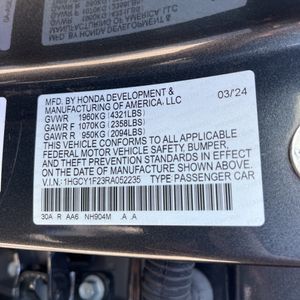 MFD. BY HONDA DEVELOPMENT &
MANUFACTURING OF AMERICA, LLC 03/24
GVWR 1960KG (4321LBS)
GAWR F 1070KG (2358LBS)
GAWR R 950KG (2094LBS)
THIS VEHICLE CONFORMS TO ALL APPLICABLE
FEDERAL MOTOR VEHICLE SAFETY, BUMPER, AND
THEFT PREVENTION STANDARDS IN EFFECT ON THE
DATE OF MANUFACTURE SHOWN ABOVE.
V.I.N.: 1HGCY1F23RA052235 TYPE PASSENGER CAR
30A R AA6 NH904M A A